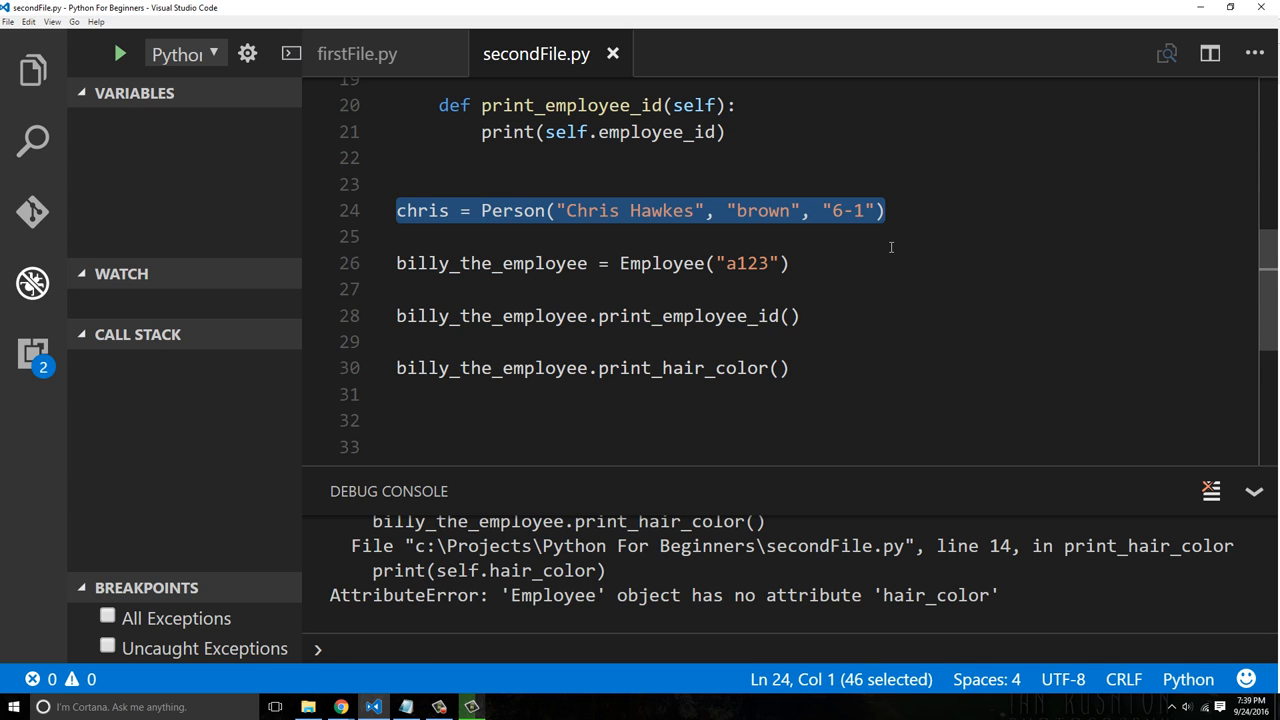 secondFile.py - Python For Beginners - Visual Studio Code
File Edit View Go Help
Python
firstFile.py
secondFile.py
VARIABLES
WATCH
CALL STACK
BREAKPOINTS
All Exceptions
Uncaught Exceptions
2
19
20 def print_employee_id(self):
21 print(self.employee_id)
22
23
24 chris = Person("Chris Hawkes", "brown", "6-1")
25
26 billy_the_employee = Employee("a123")
27
28 billy_the_employee.print_employee_id()
29
30 billy_the_employee.print_hair_color()
31
32
33
DEBUG CONSOLE
billy_the_employee.print_hair_color()
File "c:\Projects\Python For Beginners\secondFile.py", line 14, in print_hair_color
print(self.hair_color)
AttributeError: 'Employee' object has no attribute 'hair_color'
0 0
Ln 24, Col 1 (46 selected) Spaces: 4 UTF-8 CRLF Python
I'm Cortana. Ask me anything.
7:39 PM
9/24/2016